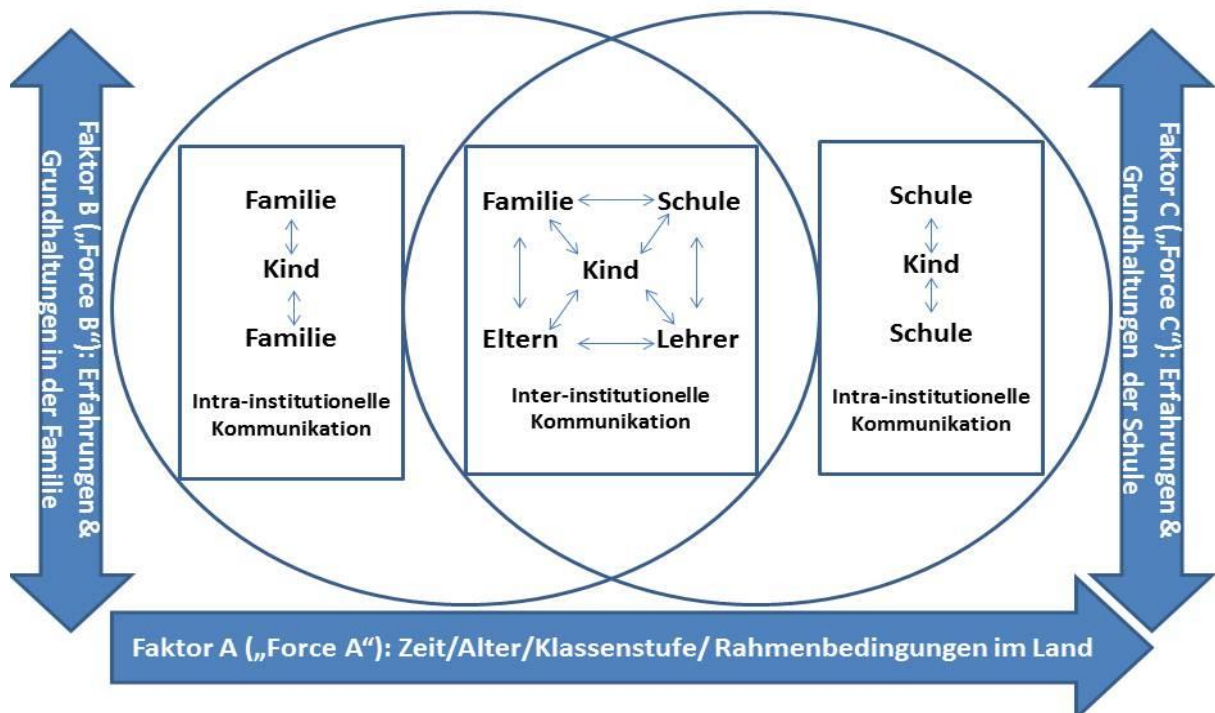 Faktor B („Force B“): Erfahrungen &
Grundhaltungen in der Familie
Familie
Kind
Familie
Intra-institutionelle
Kommunikation
Familie Schule
Kind
Eltern Lehrer
Inter-institutionelle
Kommunikation
Schule
Kind
Schule
Intra-institutionelle
Kommunikation
Faktor C („Force C“): Erfahrungen &
Grundhaltungen der Schule
Faktor A („Force A“): Zeit/Alter/Klassenstufe/ Rahmenbedingungen im Land